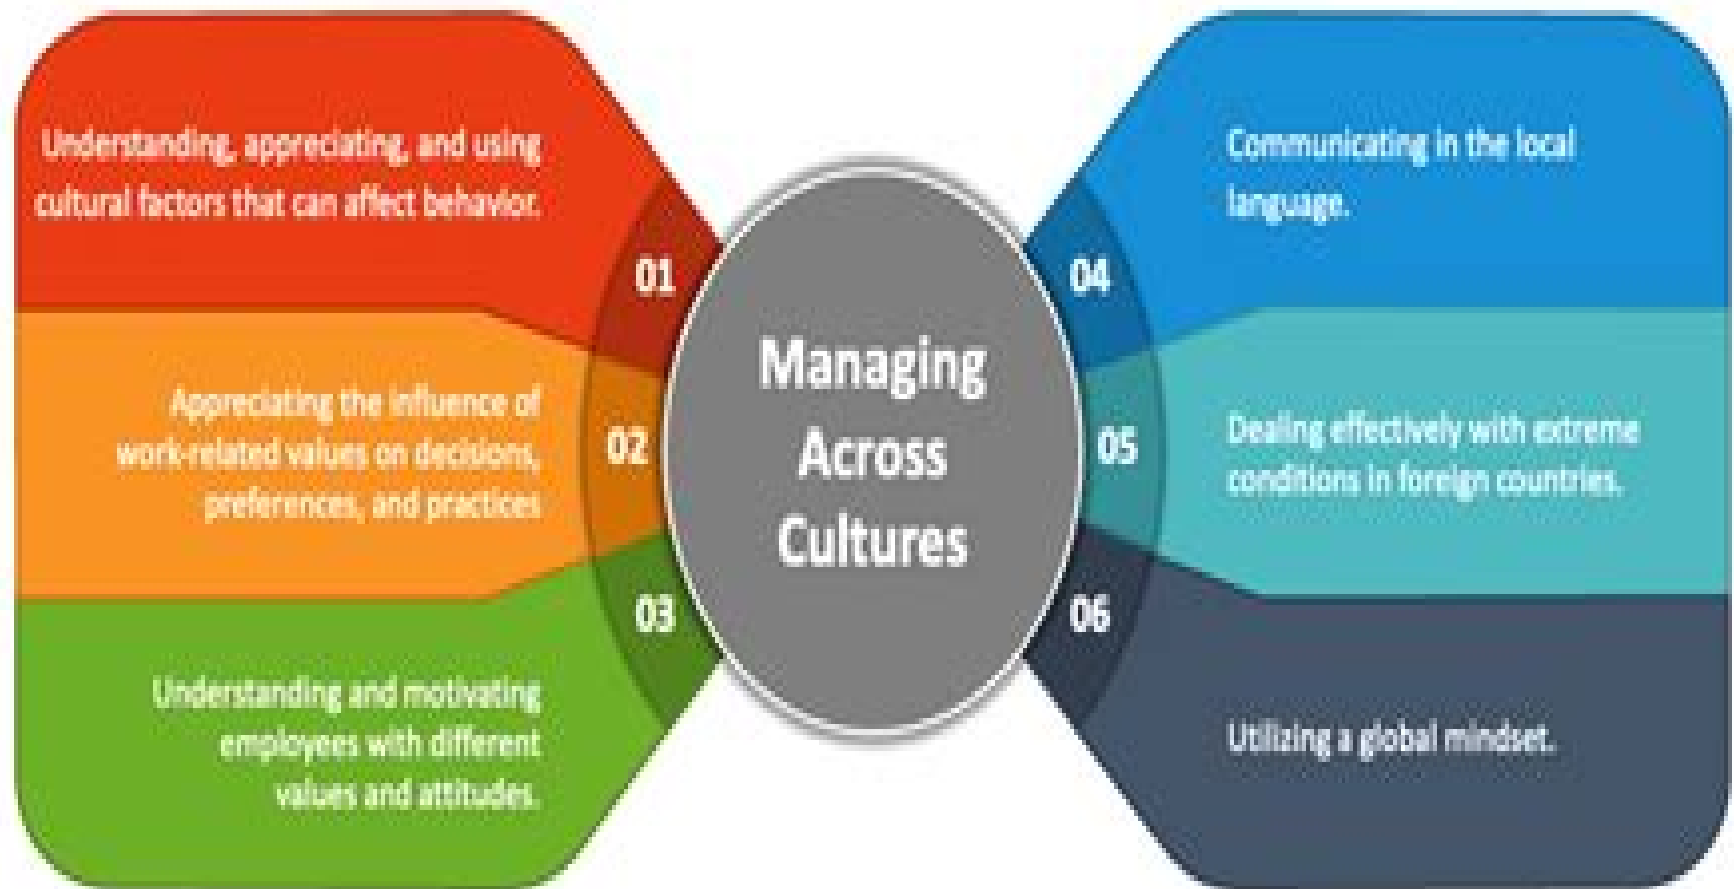 Understanding, appreciating, and using
cultural factors that can affect behavior.
01
Appreciating the influence of
work-related values on decisions,
preferences, and practices
02
Understanding and motivating
employees with different
values and attitudes.
03
Managing
Across
Cultures
Communicating in the local
language.
04
Dealing effectively with extreme
conditions in foreign countries.
05
Utilizing a global mindset.
06